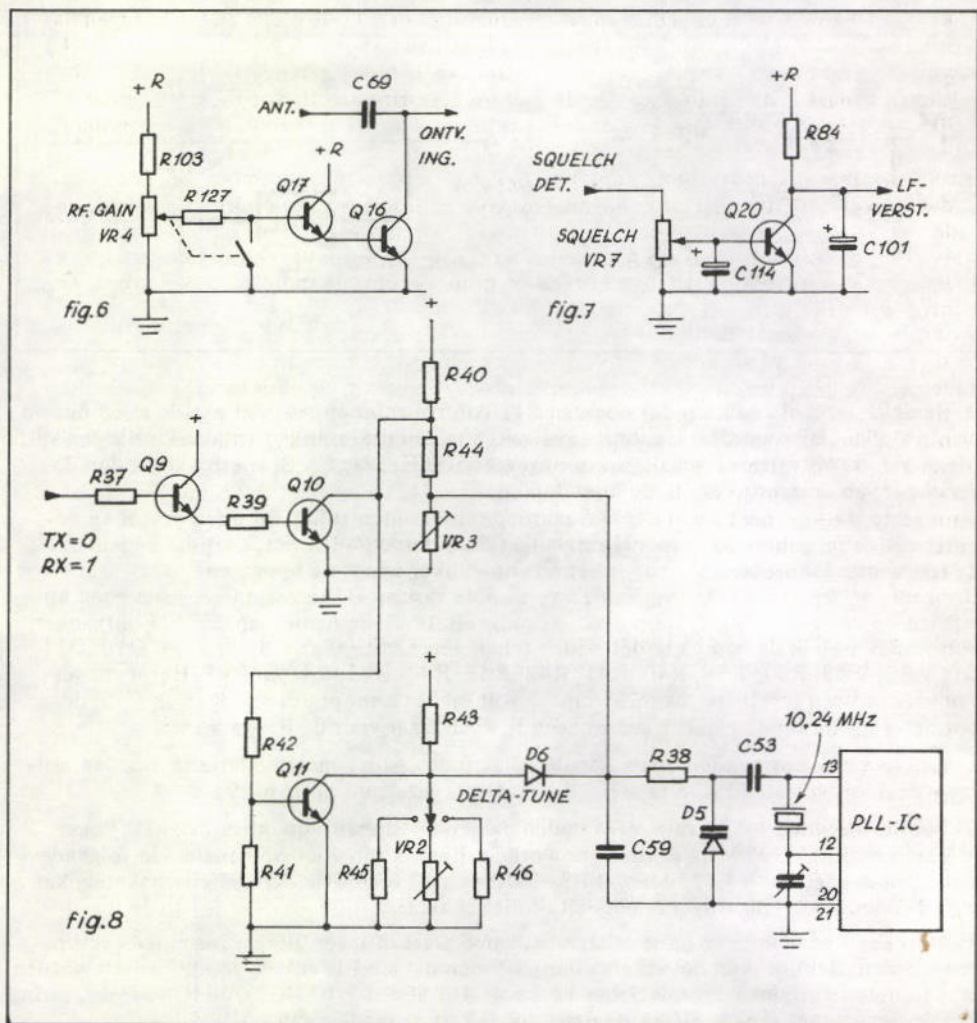 +R
R103
R127
RF. GAIN
VR4
ANT.
C69
ONTV.
ING.
+R
Q17
Q16
fig.6
+R
R84
SQUELCH
DET.
Q20
LF-
VERST.
SQUELCH
VR7
C114
C101
fig.7
+
R40
R44
R37
Q9
R39
Q10
VR3
TX=0
RX=1
+
R42
R43
Q11
D6
R38
C53
10,24 MHz
13
DELTA-TUNE
D5
PLL-IC
12
VR2
C59
R41
R45
R46
20
21
fig.8